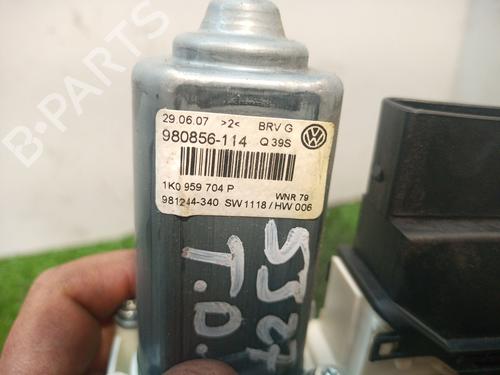 B-PARTS
29.06.07 >2< BRV G
980856-114 Q 39S
1K0 959 704 P
WNR 79
981244-340 SW1118 / HW 006
5527
T.D.